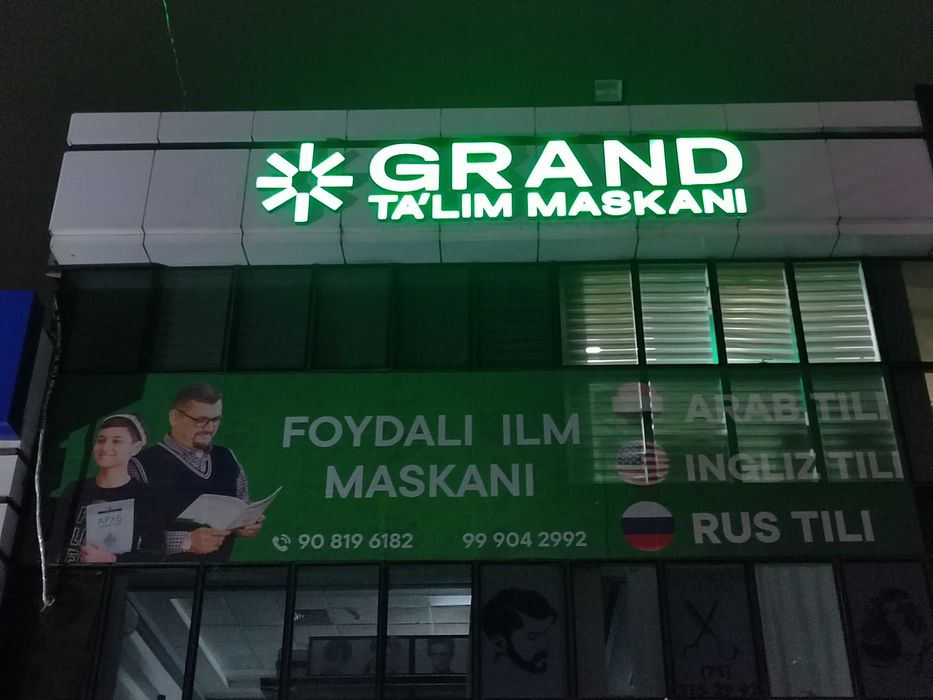 GRAND
TA'LIM MASKANI
FOYDALI ILM
MASKANI
90 819 6182
99 904 2992
ARAB TILI
INGLIZ TILI
RUS TILI